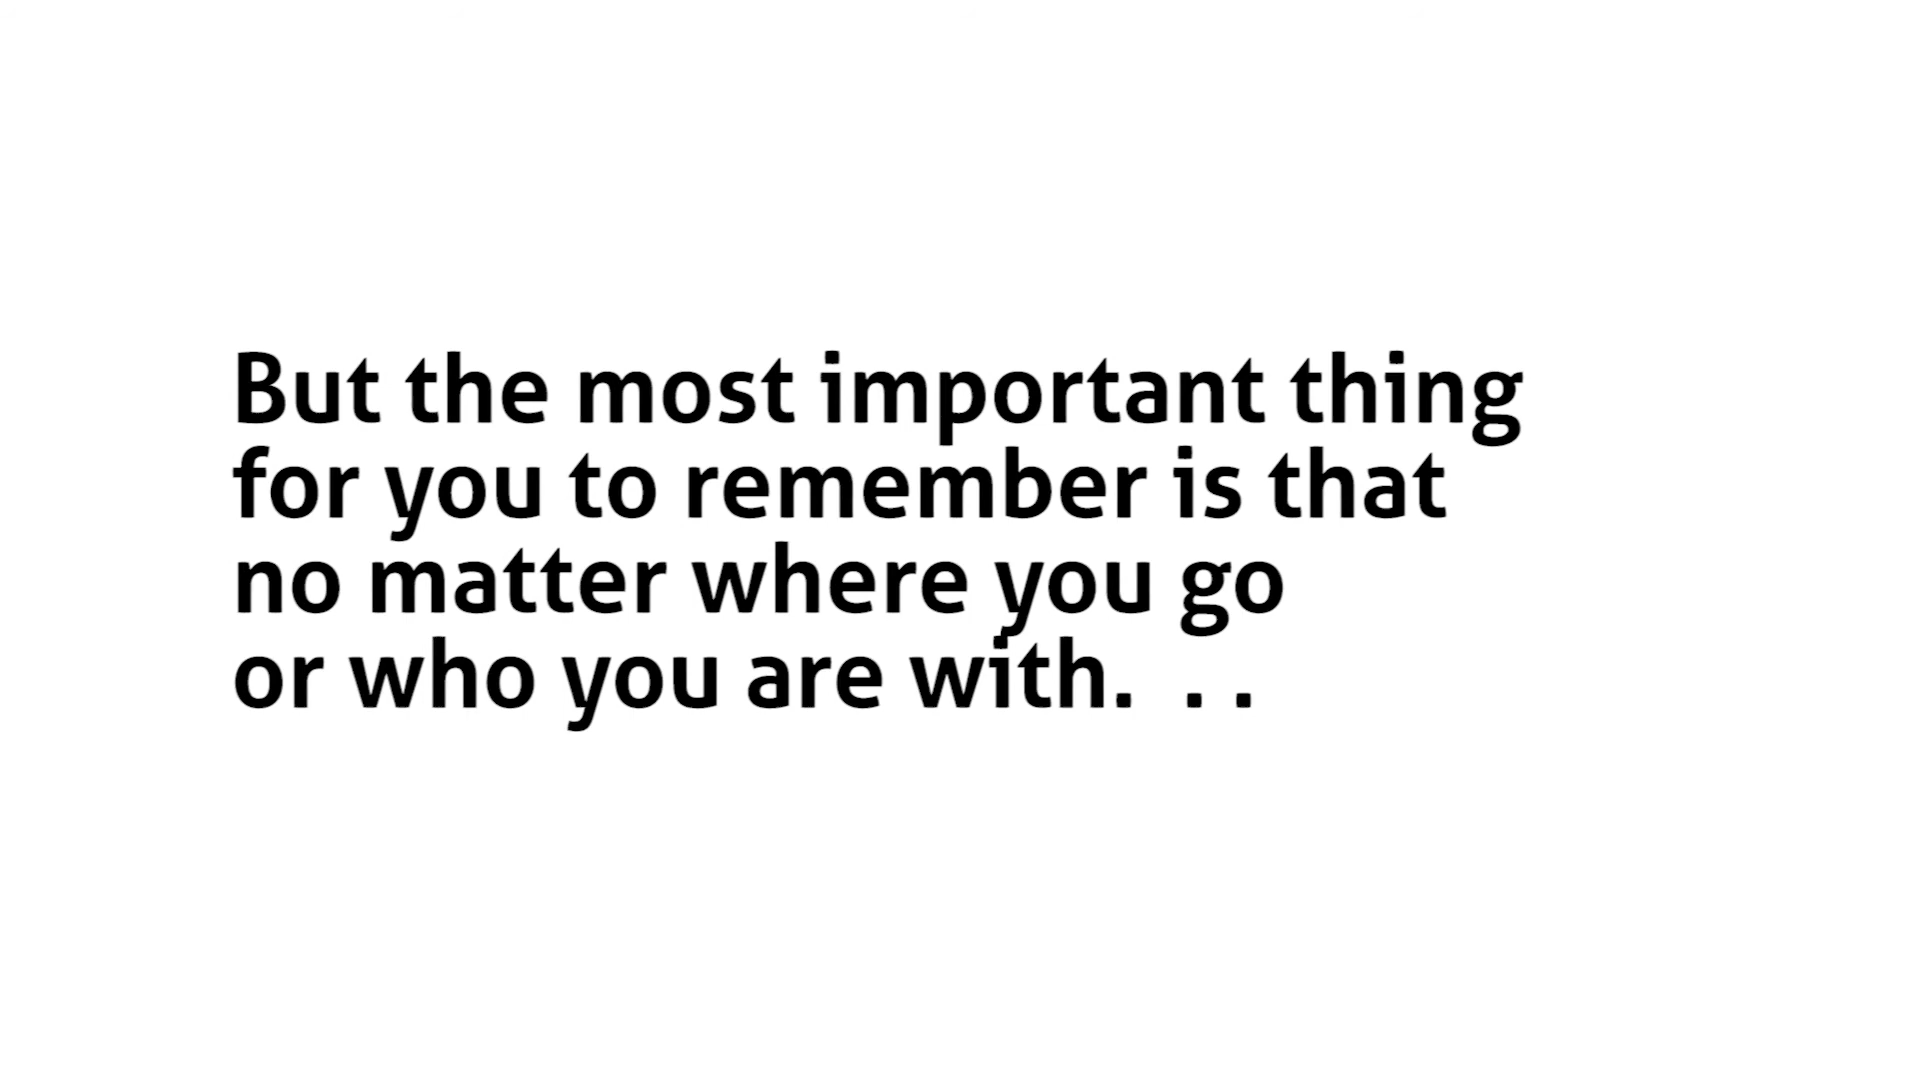 But the most important thing
for you to remember is that
no matter where you go
or who you are with. . .